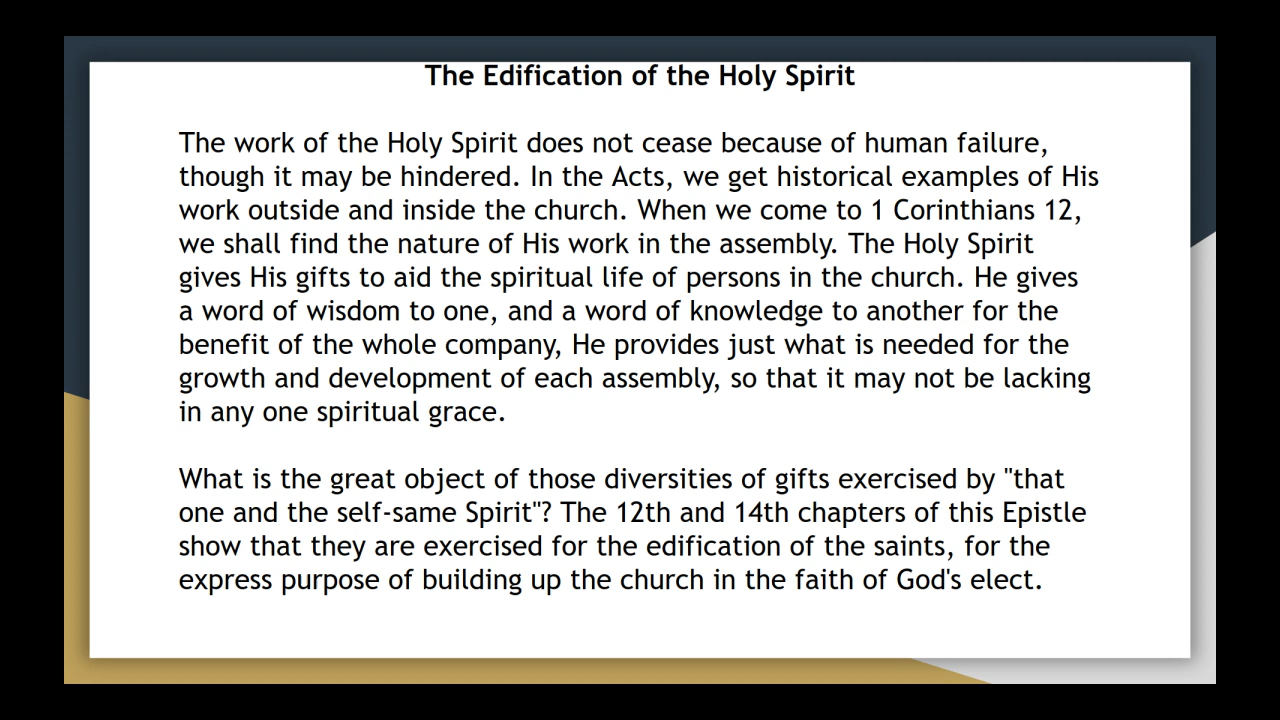 The Edification of the Holy Spirit
The work of the Holy Spirit does not cease because of human failure,
though it may be hindered. In the Acts, we get historical examples of His
work outside and inside the church. When we come to 1 Corinthians 12,
we shall find the nature of His work in the assembly. The Holy Spirit
gives His gifts to aid the spiritual life of persons in the church. He gives
a word of wisdom to one, and a word of knowledge to another for the
benefit of the whole company, He provides just what is needed for the
growth and development of each assembly, so that it may not be lacking
in any one spiritual grace.
What is the great object of those diversities of gifts exercised by "that
one and the self-same Spirit"? The 12th and 14th chapters of this Epistle
show that they are exercised for the edification of the saints, for the
express purpose of building up the church in the faith of God's elect.